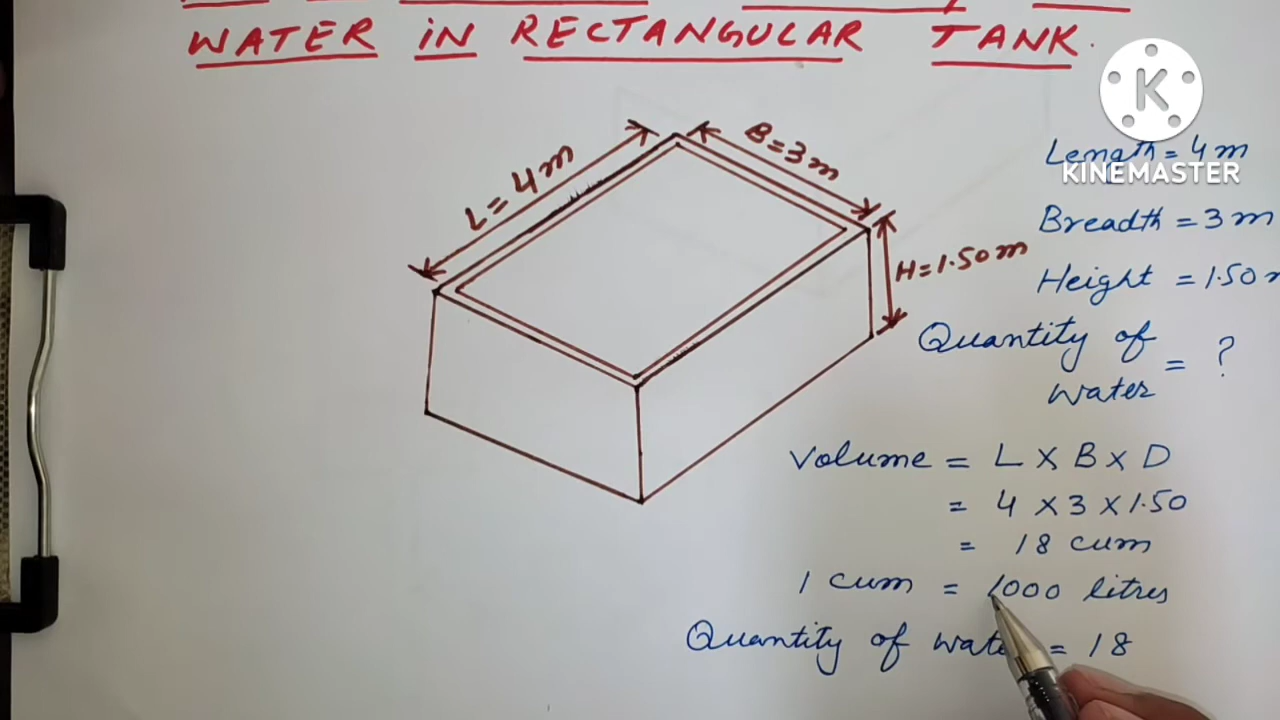 WATER IN RECTANGULAR TANK.
K
KINEMASTER
L = 4m
B = 3m
H = 1.50m
Length = 4m
Breadth = 3m
Height = 1.50
Quantity of
water = ?
Volume = L × B × D
= 4 × 3 × 1.50
= 18 cum
1 cum = 1000 litres
Quantity of = 18